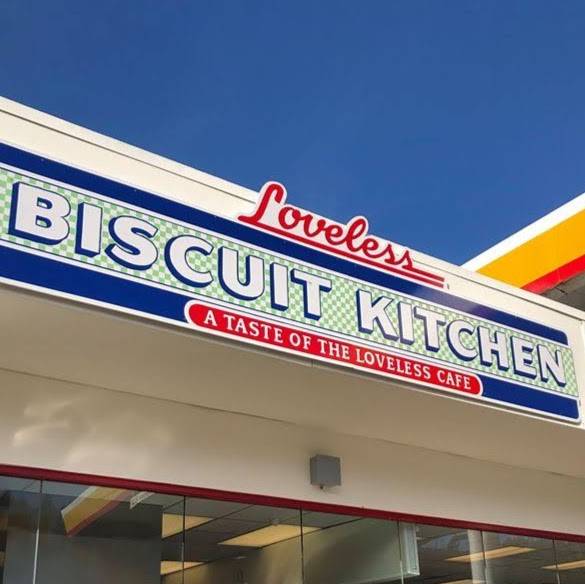 Loveless
BISCUIT KITCHEN
A TASTE OF THE LOVELESS CAFE